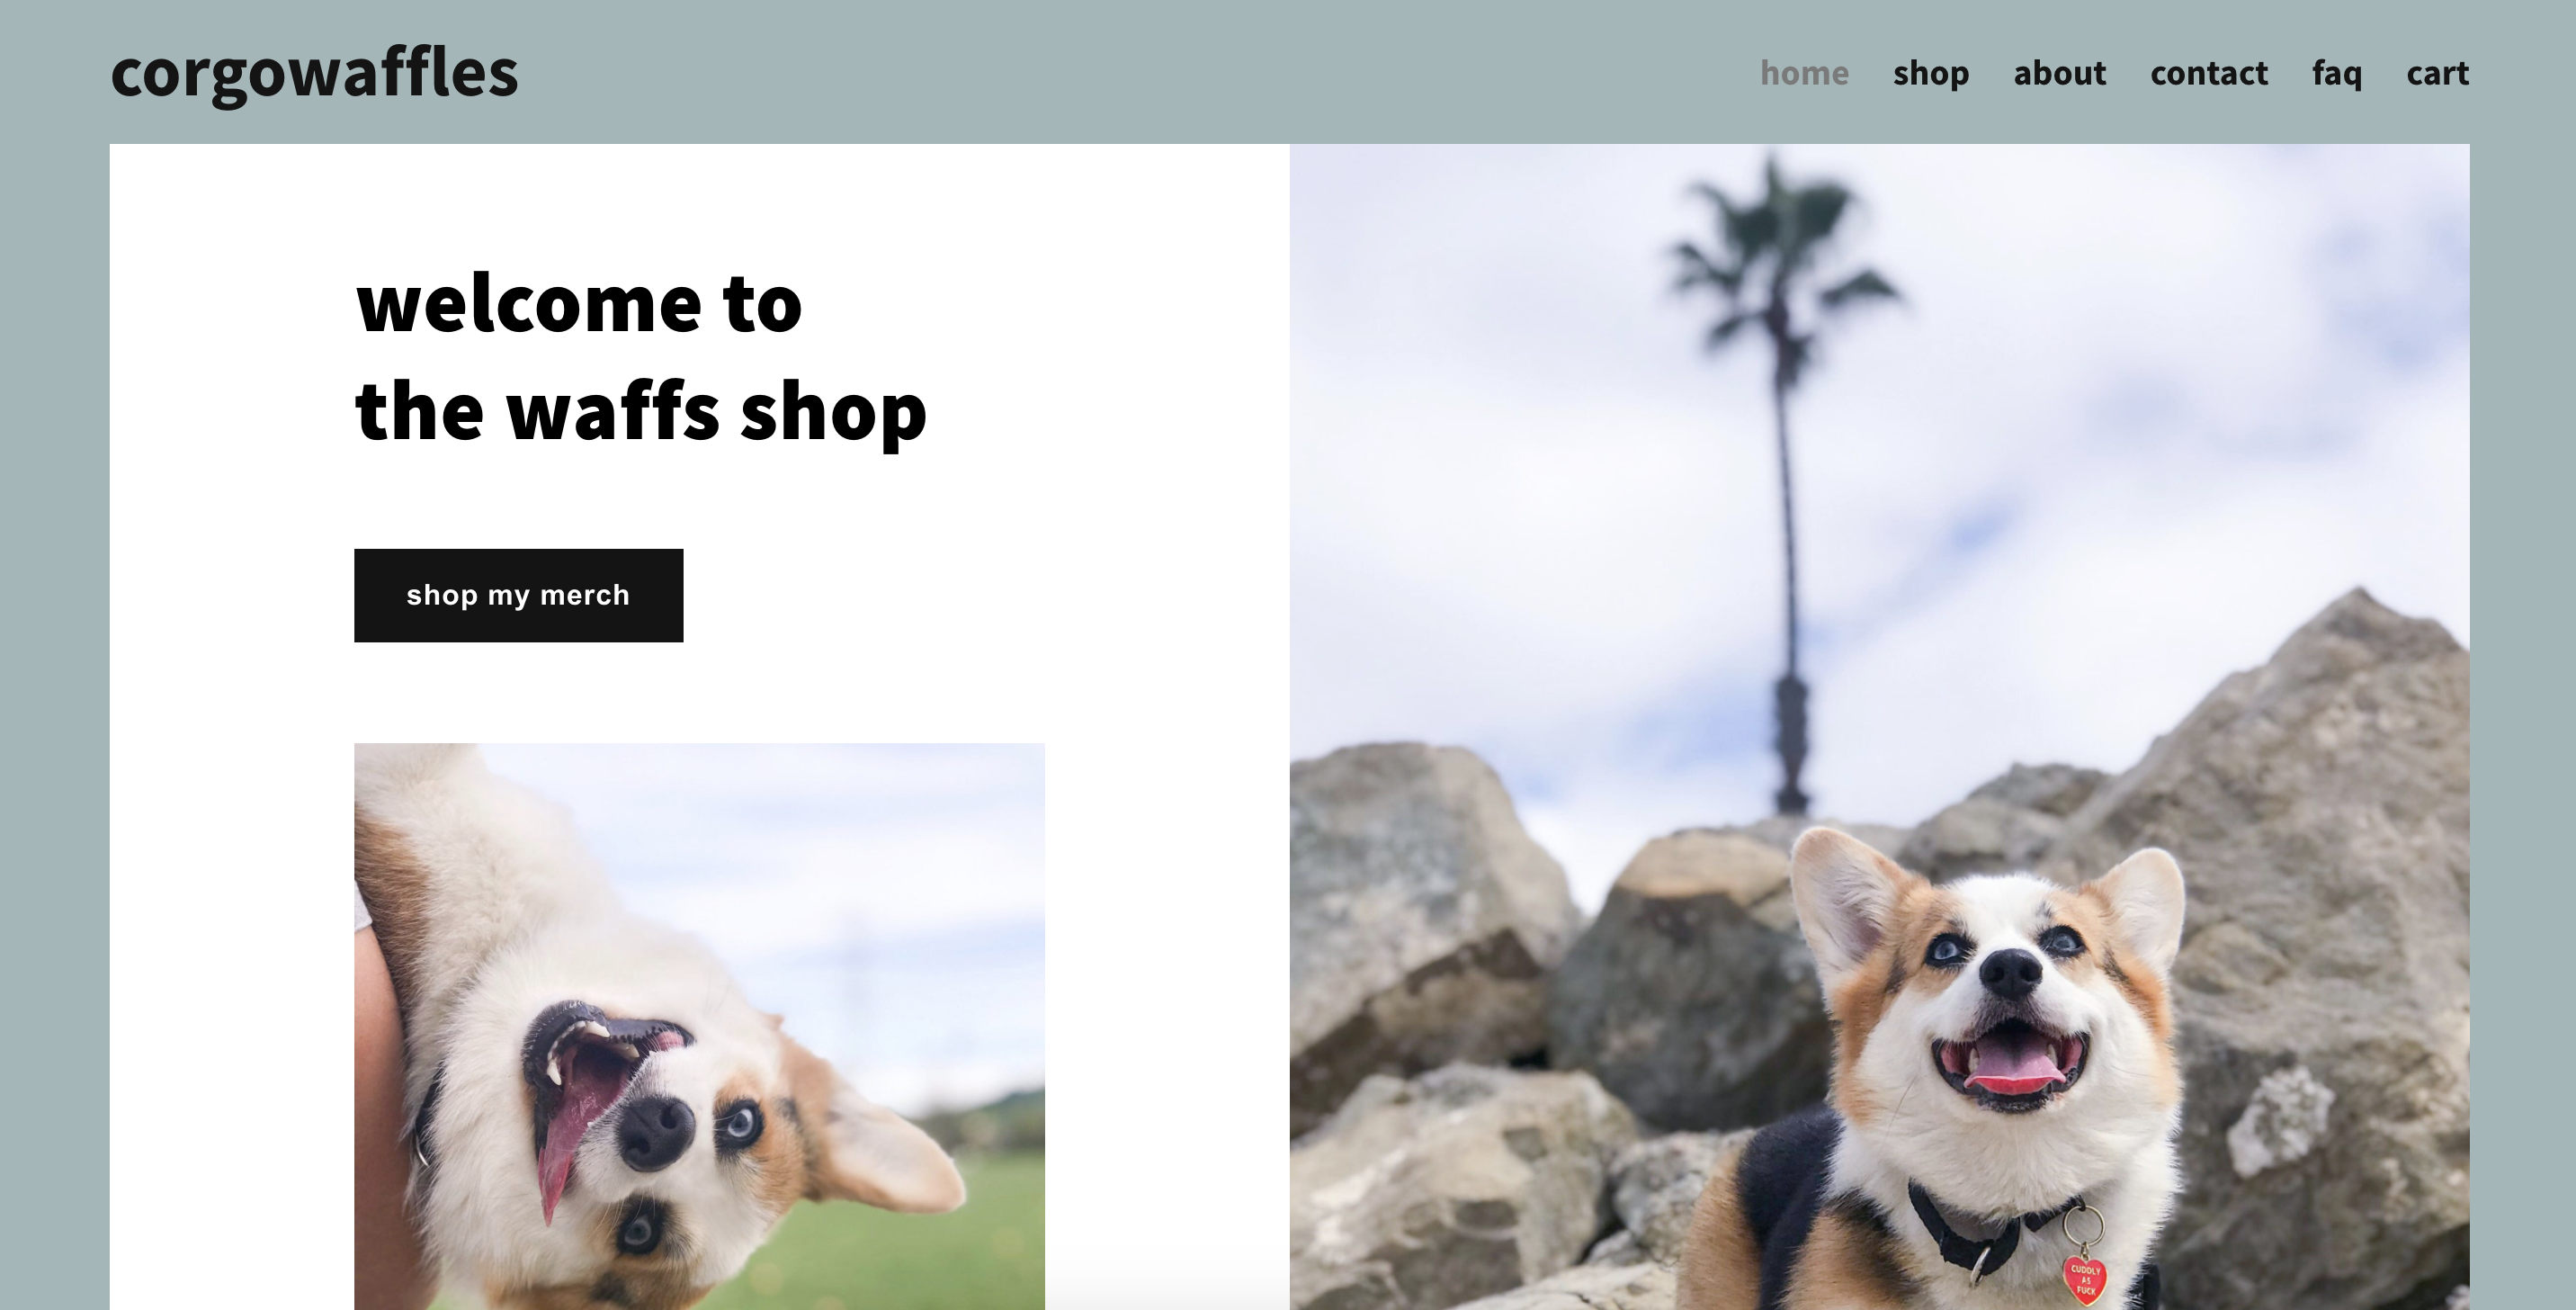 corgowaffles
home shop about contact faq cart
welcome to
the waffs shop
shop my merch
CUDDLY
AS
FUCK